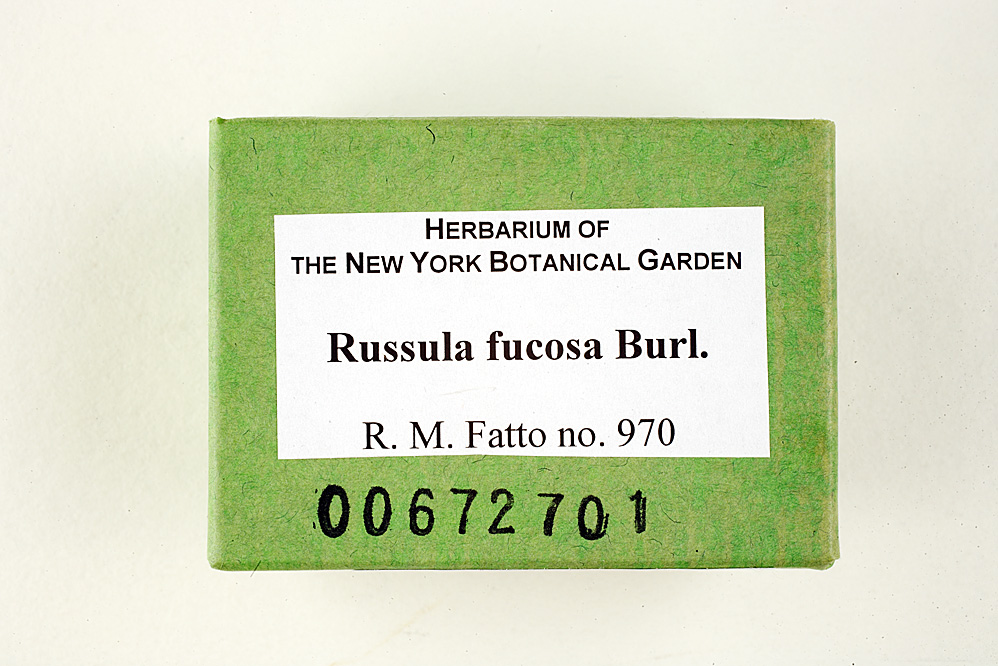 HERBARIUM OF
THE NEW YORK BOTANICAL GARDEN
Russula fucosa Burl.
R. M. Fatto no. 970
00672701